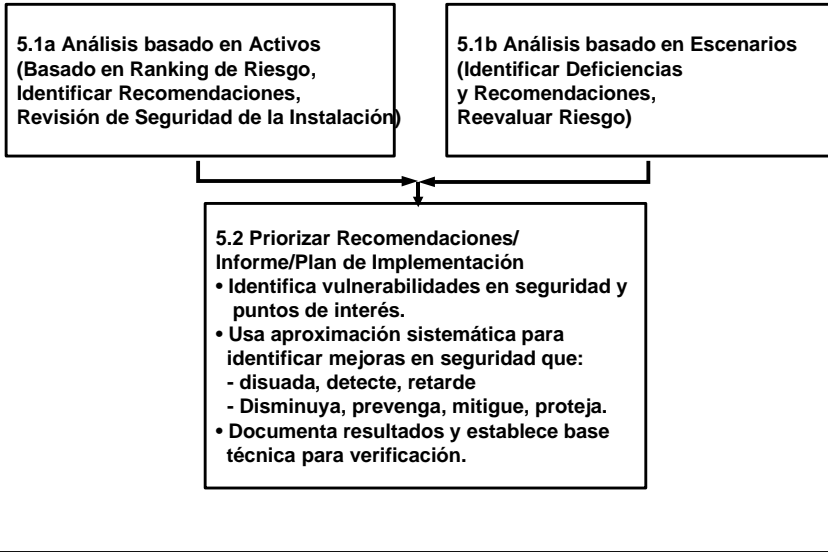 5.1a Análisis basado en Activos
(Basado en Ranking de Riesgo,
Identificar Recomendaciones,
Revisión de Seguridad de la Instalación)
5.1b Análisis basado en Escenarios
(Identificar Deficiencias
y Recomendaciones,
Reevaluar Riesgo)
5.2 Priorizar Recomendaciones/
Informe/Plan de Implementación
• Identifica vulnerabilidades en seguridad y
puntos de interés.
• Usa aproximación sistemática para
identificar mejoras en seguridad que:
- disuada, detecte, retarde
- Disminuya, prevenga, mitigue, proteja.
• Documenta resultados y establece base
técnica para verificación.